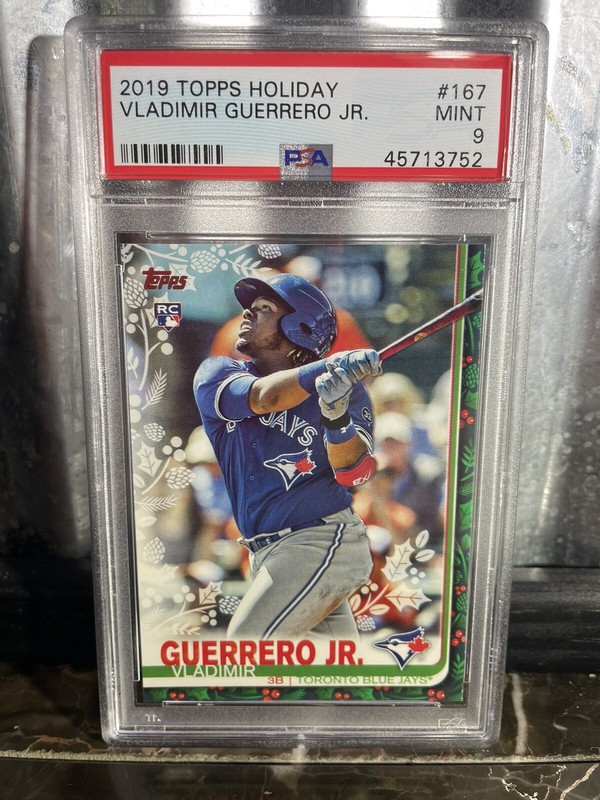 2019 TOPPS HOLIDAY #167
VLADIMIR GUERRERO JR. MINT
9
PSA 45713752
Topps
RC
JAYS
GUERRERO JR.
VLADIMIR
3B | TORONTO BLUE JAYS